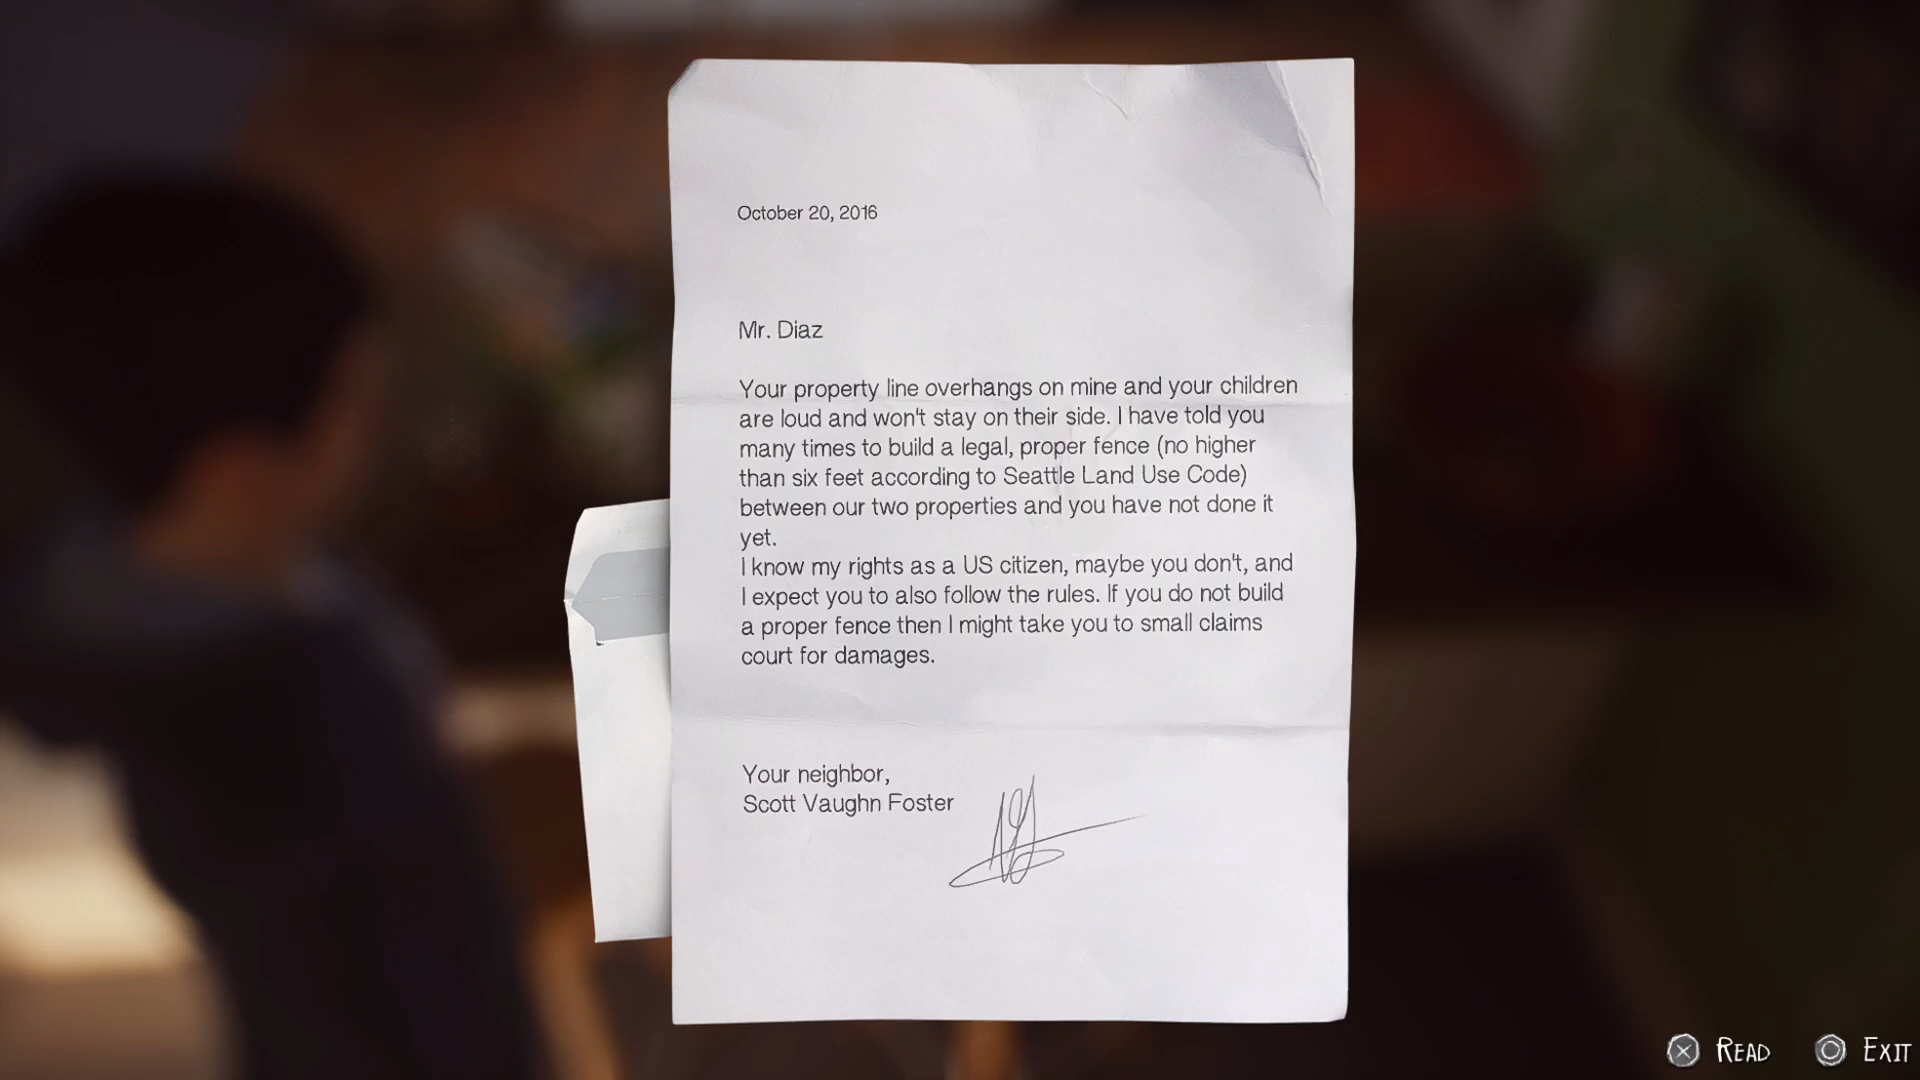 October 20, 2016
Mr. Diaz
Your property line overhangs on mine and your children
are loud and won't stay on their side. I have told you
many times to build a legal, proper fence (no higher
than six feet according to Seattle Land Use Code)
between our two properties and you have not done it
yet.
I know my rights as a US citizen, maybe you don't, and
I expect you to also follow the rules. If you do not build
a proper fence then I might take you to small claims
court for damages.
Your neighbor,
Scott Vaughn Foster
READ EXIT